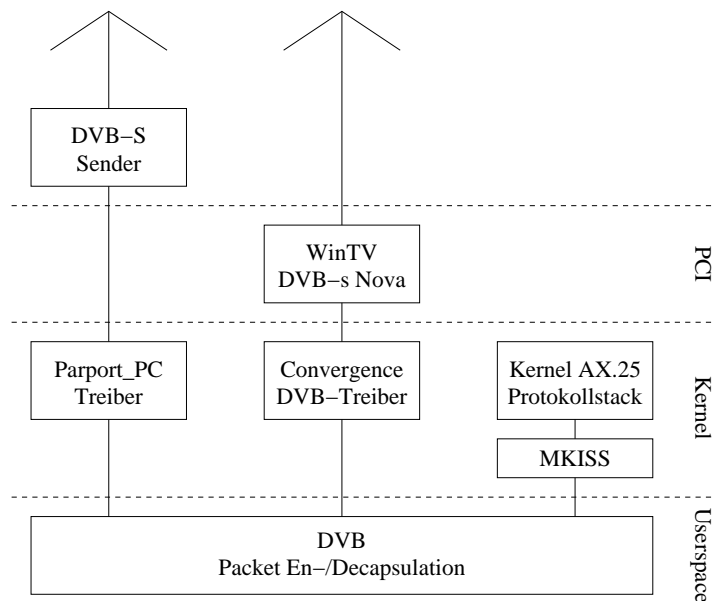 DVB–S
Sender
WinTV
DVB–s Nova
PCI
Parport_PC
Treiber
Convergence
DVB–Treiber
Kernel AX.25
Protokollstack
MKISS
Kernel
DVB
Packet En–/Decapsulation
Userspace